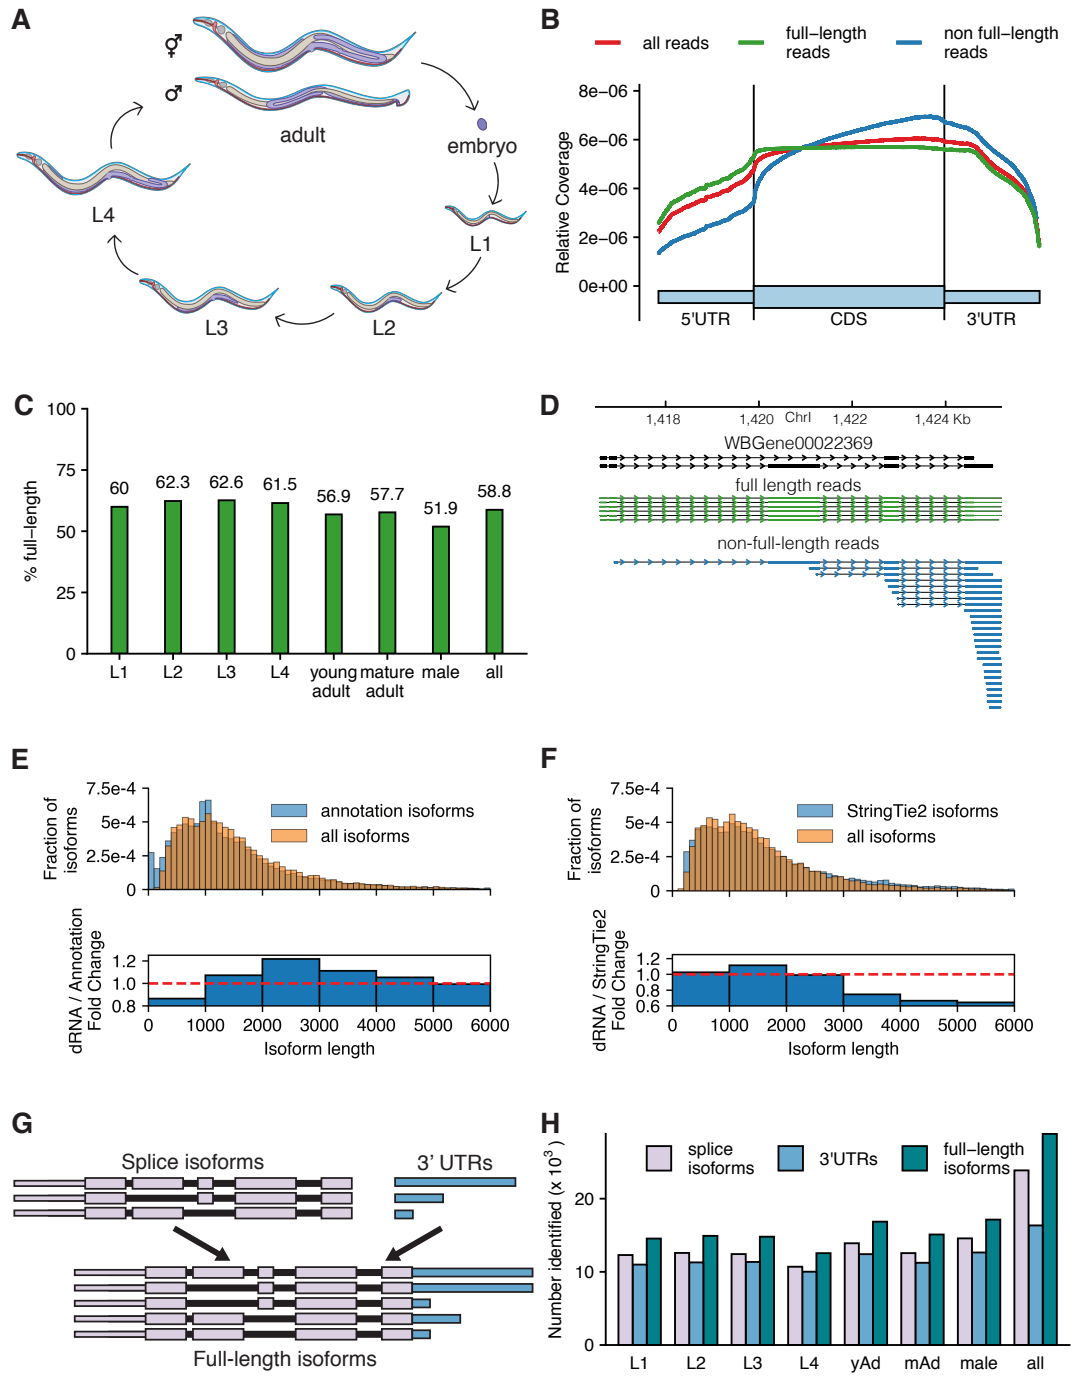 A
⚥
♂
adult
embryo
L1
L2
L3
L4
B
all reads
full−length
reads
non full−length
reads
Relative Coverage
8e−06
6e−06
4e−06
2e−06
0e+00
5'UTR
CDS
3'UTR
C
% full−length
100
75
50
25
0
60
62.3
62.6
61.5
56.9
57.7
51.9
58.8
L1
L2
L3
L4
young
adult
mature
adult
male
all
D
1,418
1,420
ChrI
1,422
1,424 Kb
WBGene00022369
full length reads
non-full-length reads
E
Fraction of
isoforms
7.5e-4
5e-4
2.5e-4
0
annotation isoforms
all isoforms
dRNA / Annotation
Fold Change
1.2
1.0
0.8
0 1000 2000 3000 4000 5000 6000
Isoform length
F
Fraction of
isoforms
7.5e-4
5e-4
2.5e-4
0
StringTie2 isoforms
all isoforms
dRNA / StringTie2
Fold Change
1.2
1.0
0.8
0.6
0 1000 2000 3000 4000 5000 6000
Isoform length
G
Splice isoforms
3’ UTRs
Full-length isoforms
H
Number identified (x 10³ )
20
10
0
splice
isoforms
3'UTRs
full−length
isoforms
L1 L2 L3 L4 yAd mAd male all